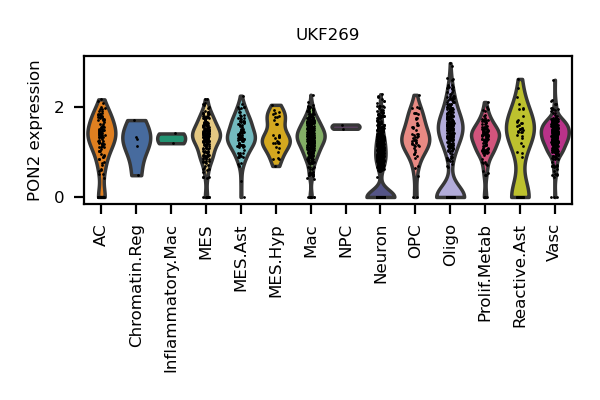 UKF269
PON2 expression
2
0
AC
Chromatin.Reg
Inflammatory.Mac
MES
MES.Ast
MES.Hyp
Mac
NPC
Neuron
OPC
Oligo
Prolif.Metab
Reactive.Ast
Vasc